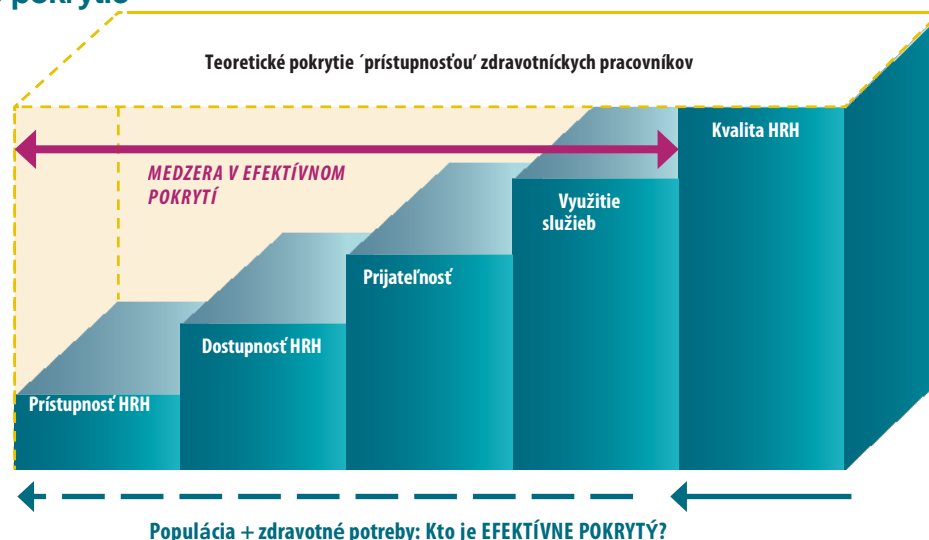 pokrytie
Teoretické pokrytie ´prístupnosťou’ zdravotníckych pracovníkov
Kvalita HRH
MEDZERA V EFEKTÍVNOM
POKRYTÍ
Využitie
služieb
Prijateľnosť
Dostupnosť HRH
Prístupnosť HRH
Populácia + zdravotné potreby: Kto je EFEKTÍVNE POKRYTÝ?